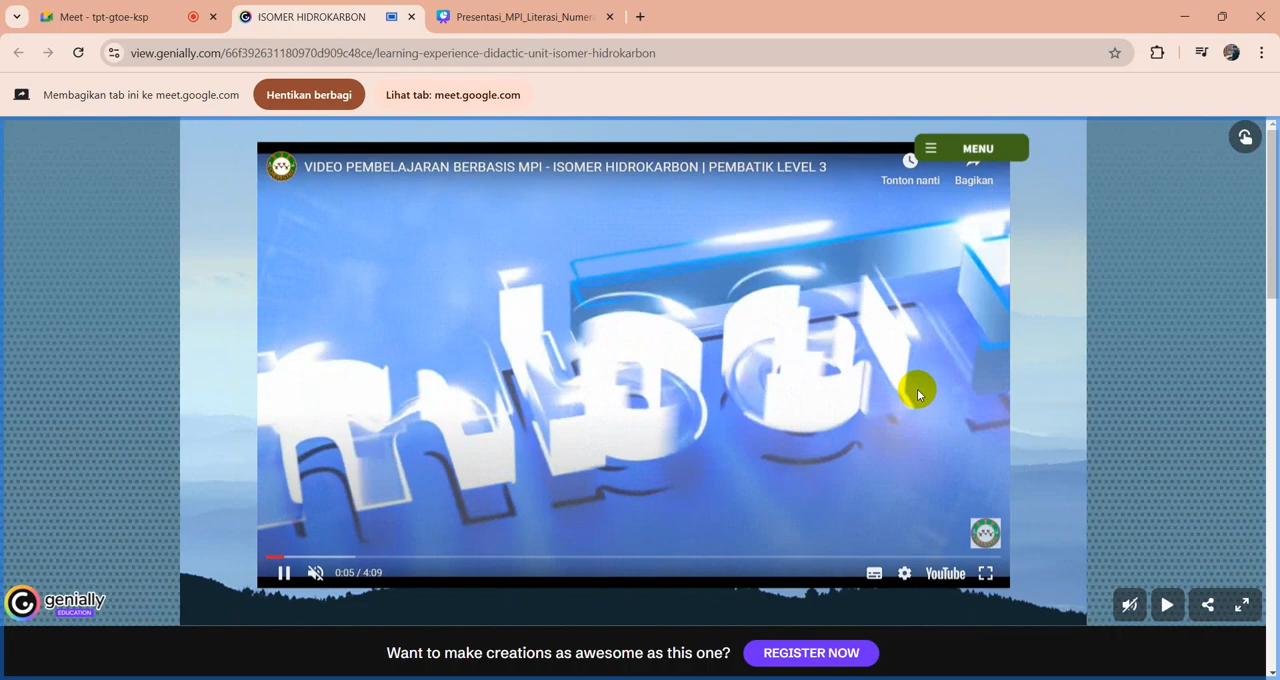 Meet - tpt-gtoe-ksp
ISOMER HIDROKARBON
Presentasi_MPI_Literasi_Numera
view.genially.com/66f392631180970d909c48ce/learning-experience-didactic-unit-isomer-hidrokarbon
Membagikan tab ini ke meet.google.com
Hentikan berbagi
Lihat tab: meet.google.com
MENU
VIDEO PEMBELAJARAN BERBASIS MPI - ISOMER HIDROKARBON | PEMBATIK LEVEL 3
Tonton nanti
Bagikan
0:05 / 4:09
YouTube
genially
EDUCATION
Want to make creations as awesome as this one?
REGISTER NOW